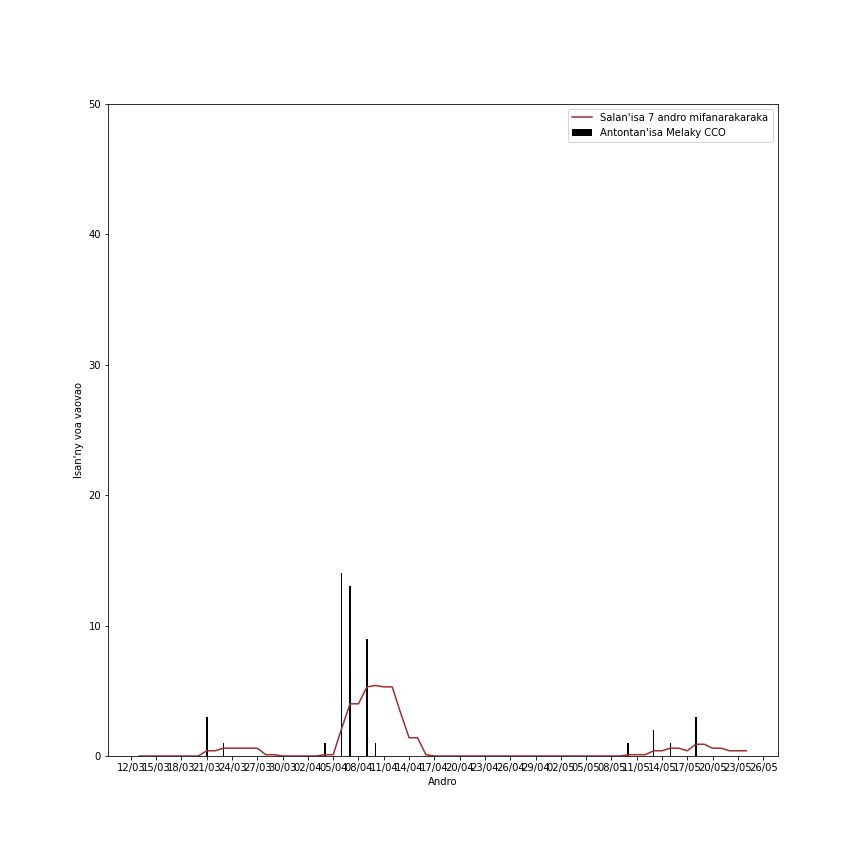 Salan'isa 7 andro mifanarakaraka
Antontan'isa Melaky CCO
50
40
30
20
10
0
Isan'ny voa vaovao
12/03 15/03 18/03 21/03 24/03 27/03 30/03 02/04 05/04 08/04 11/04 14/04 17/04 20/04 23/04 26/04 29/04 02/05 05/05 08/05 11/05 14/05 17/05 20/05 23/05 26/05
Andro